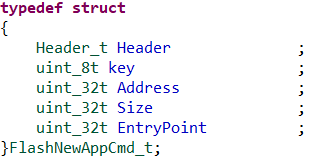 typedef struct
{
Header_t Header ;
uint_8t key ;
uint_32t Address ;
uint_32t Size ;
uint_32t EntryPoint ;
}FlashNewAppCmd_t;